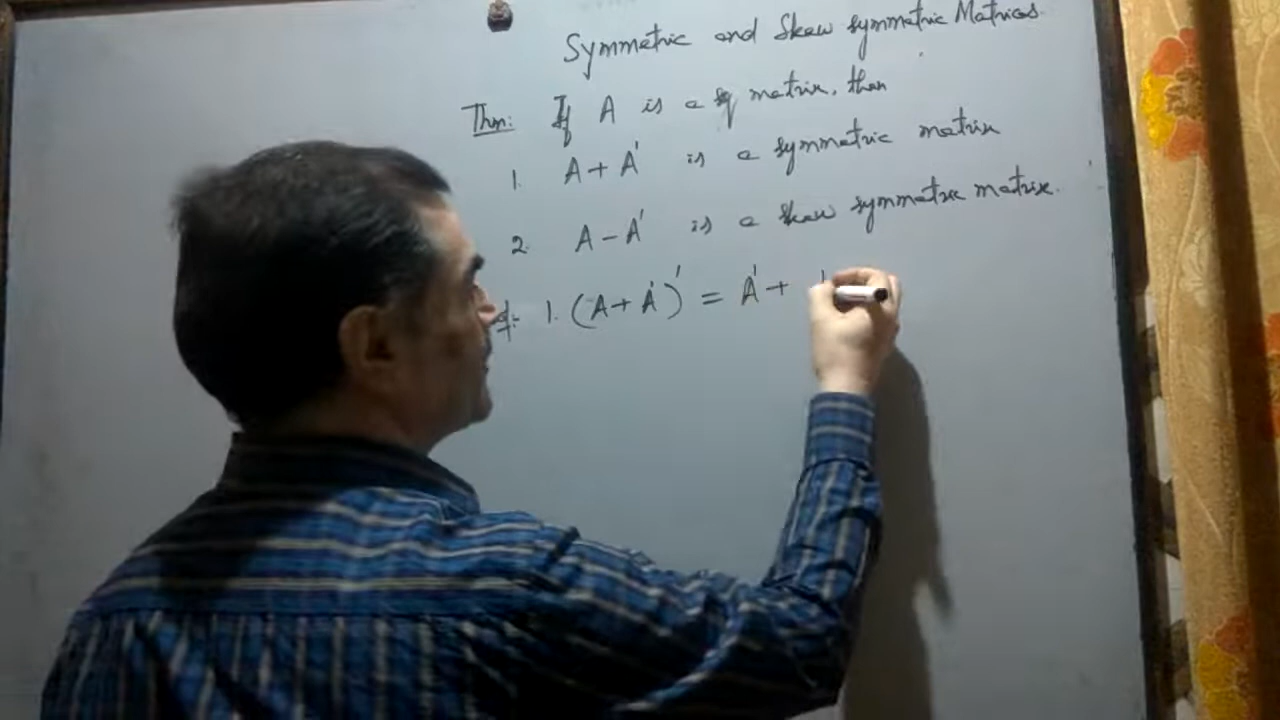 Symmetric and Skew symmetric Matrices
Thm: If A is a sq matrix, then
1. A + A' is a symmetric matrix
2. A - A' is a skew symmetric matrix.
1. (A + A')' = A' +